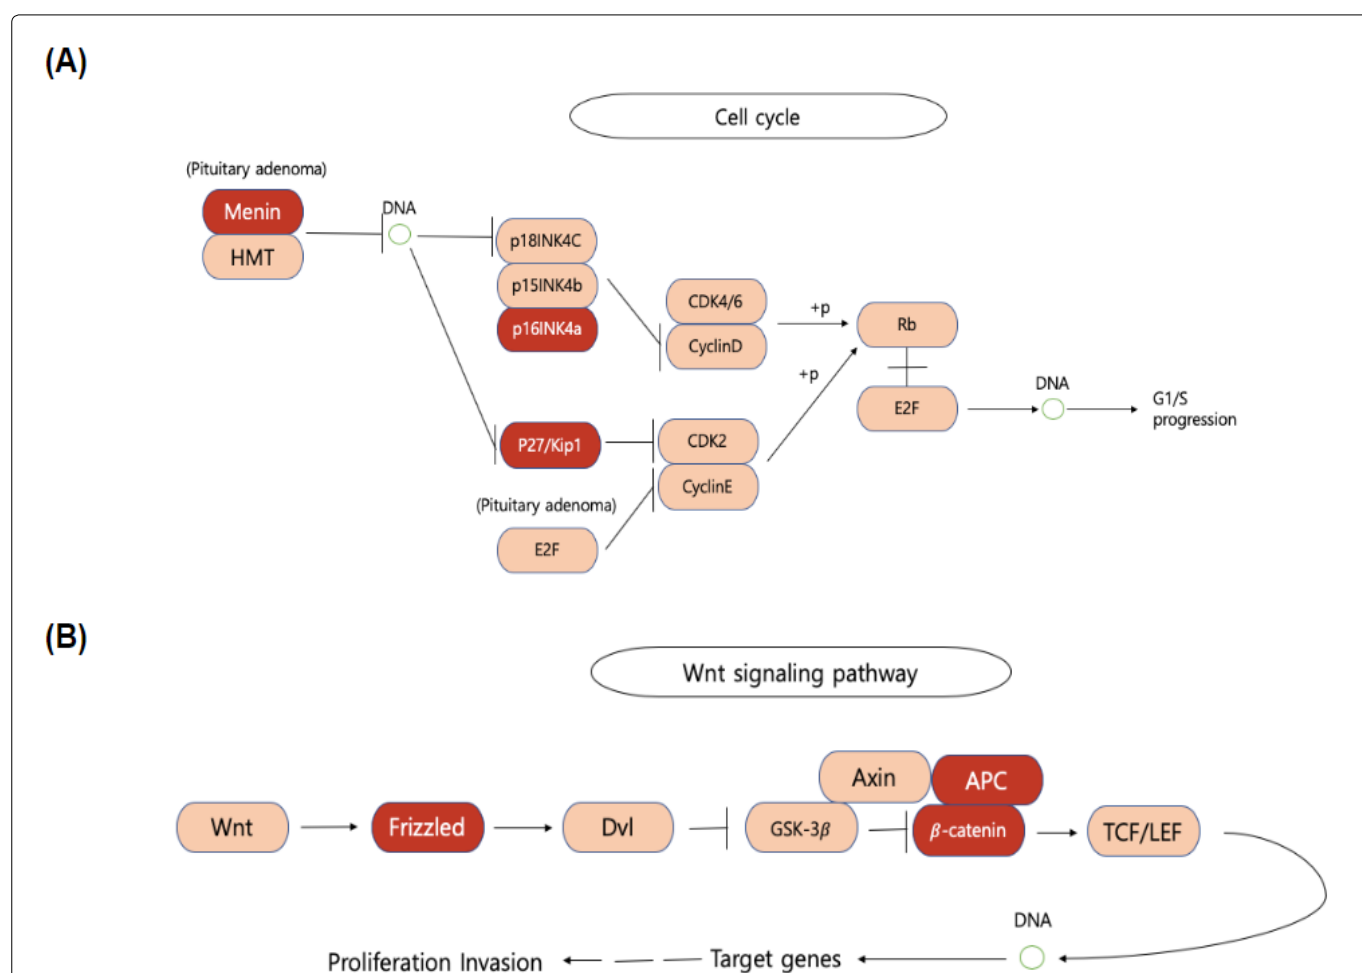 (A)
Cell cycle
(Pituitary adenoma)
Menin
HMT
DNA
p18INK4C
p15INK4b
p16INK4a
CDK4/6
CyclinD
+p
Rb
+p
E2F
DNA
G1/S
progression
P27/Kip1
CDK2
CyclinE
(Pituitary adenoma)
E2F
(B)
Wnt signaling pathway
Axin
APC
Wnt
Frizzled
Dvl
GSK-3β
β-catenin
TCF/LEF
DNA
Proliferation Invasion
Target genes